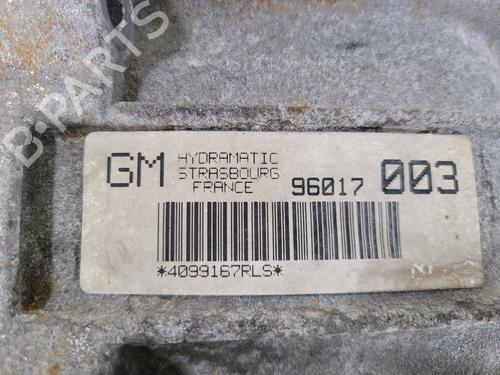 B-PARTS
GM HYDRAMATIC
STRASBOURG
FRANCE 96017 003
*4099167RLS*